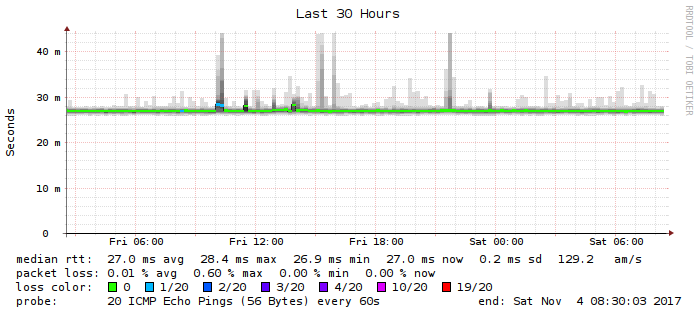 Last 30 Hours
RRDTOOL / TOBI OETIKER
Seconds
40 m
30 m
20 m
10 m
0
Fri 06:00 Fri 12:00 Fri 18:00 Sat 00:00 Sat 06:00
median rtt: 27.0 ms avg 28.4 ms max 26.9 ms min 27.0 ms now 0.2 ms sd 129.2 am/s
packet loss: 0.01 % avg 0.60 % max 0.00 % min 0.00 % now
loss color: 0 1/20 2/20 3/20 4/20 10/20 19/20
probe: 20 ICMP Echo Pings (56 Bytes) every 60s end: Sat Nov 4 08:30:03 2017